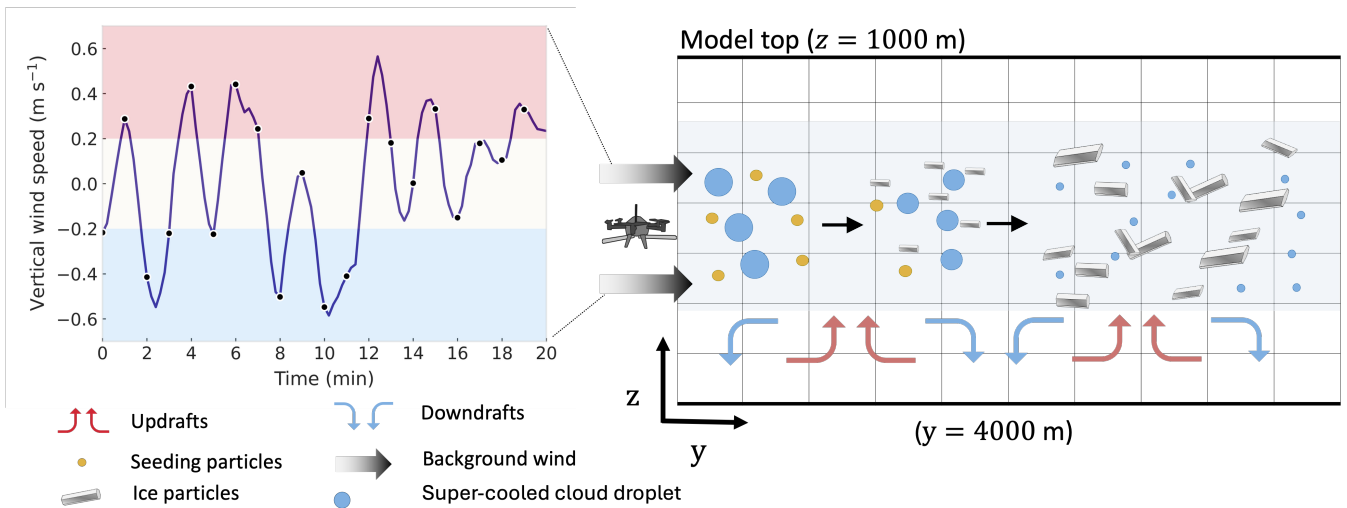 Model top (z = 1000 m)
Vertical wind speed (m s⁻¹)
0.6
0.4
0.2
0.0
−0.2
−0.4
−0.6
0 2 4 6 8 10 12 14 16 18 20
Time (min)
z
y
(y = 4000 m)
Updrafts
Downdrafts
Seeding particles
Background wind
Ice particles
Super-cooled cloud droplet